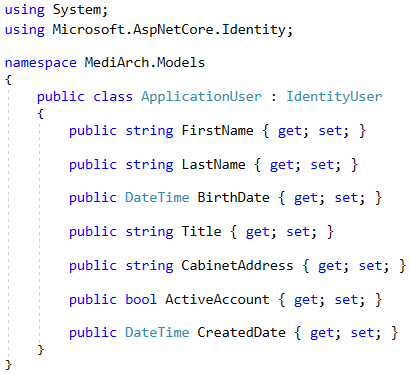 using System;
using Microsoft.AspNetCore.Identity;
namespace MediArch.Models
{
public class ApplicationUser : IdentityUser
{
public string FirstName { get; set; }
public string LastName { get; set; }
public DateTime BirthDate { get; set; }
public string Title { get; set; }
public string CabinetAddress { get; set; }
public bool ActiveAccount { get; set; }
public DateTime CreatedDate { get; set; }
}
}